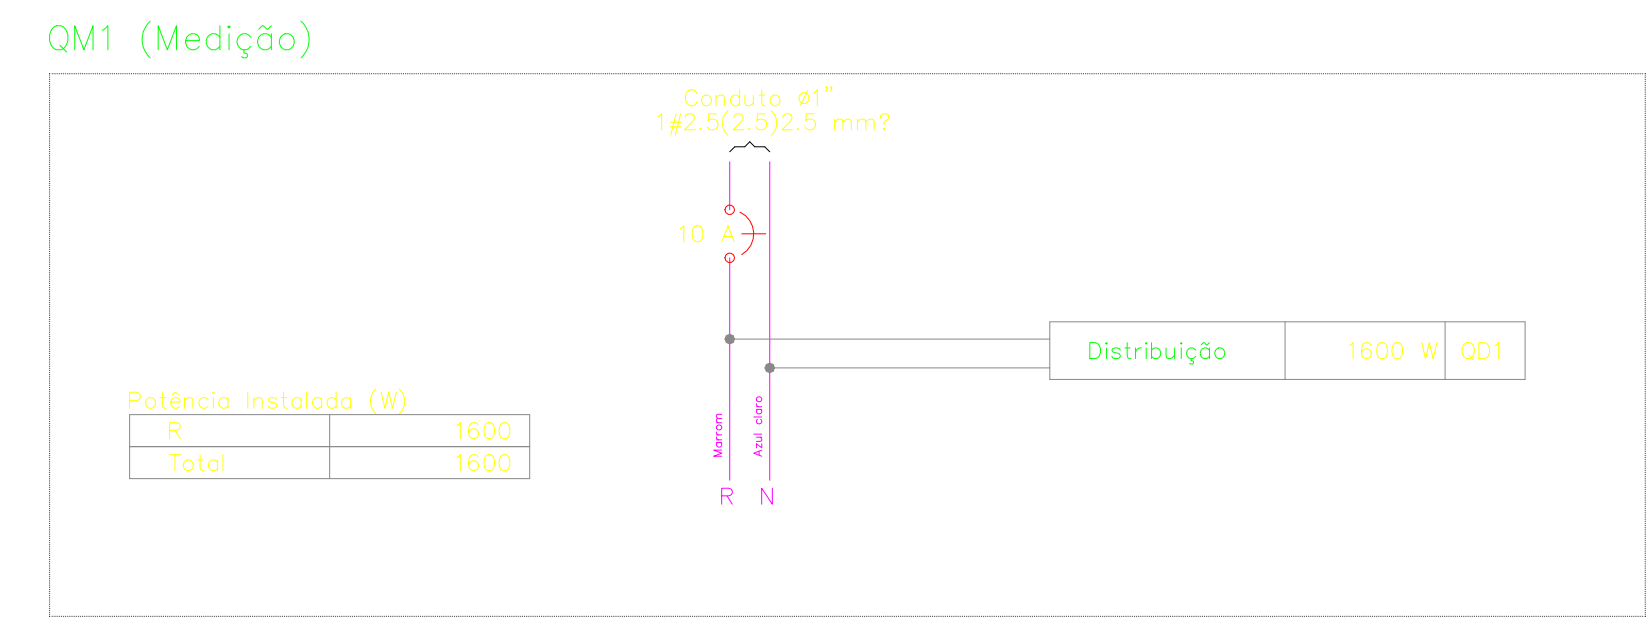 QM1 (Medição)
Conduto ø1"
1#2.5(2.5)2.5 mm?
10 A
Distribuição 1600 W QD1
Potência Instalada (W)
R 1600
Total 1600
Marrom
Azul claro
R N